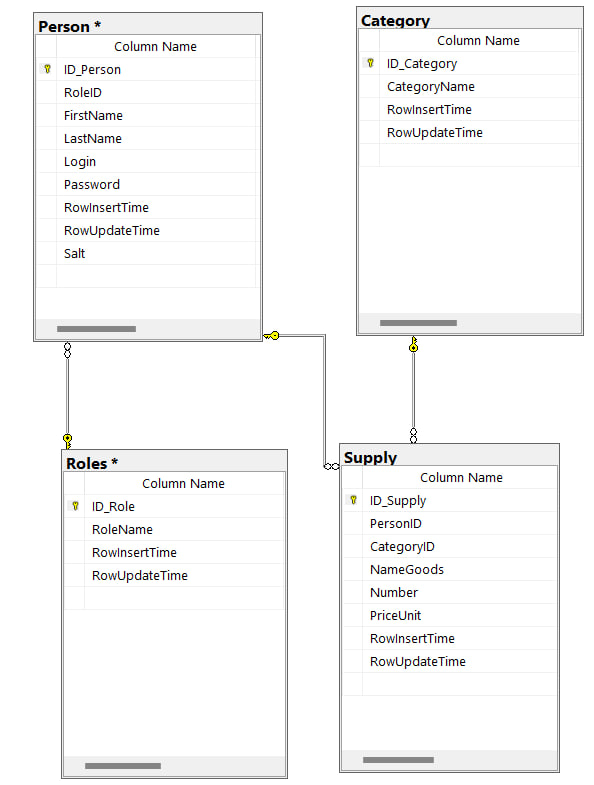 Person *
Column Name
ID_Person
RoleID
FirstName
LastName
Login
Password
RowInsertTime
RowUpdateTime
Salt
Category
Column Name
ID_Category
CategoryName
RowInsertTime
RowUpdateTime
Roles *
Column Name
ID_Role
RoleName
RowInsertTime
RowUpdateTime
Supply
Column Name
ID_Supply
PersonID
CategoryID
NameGoods
Number
PriceUnit
RowInsertTime
RowUpdateTime